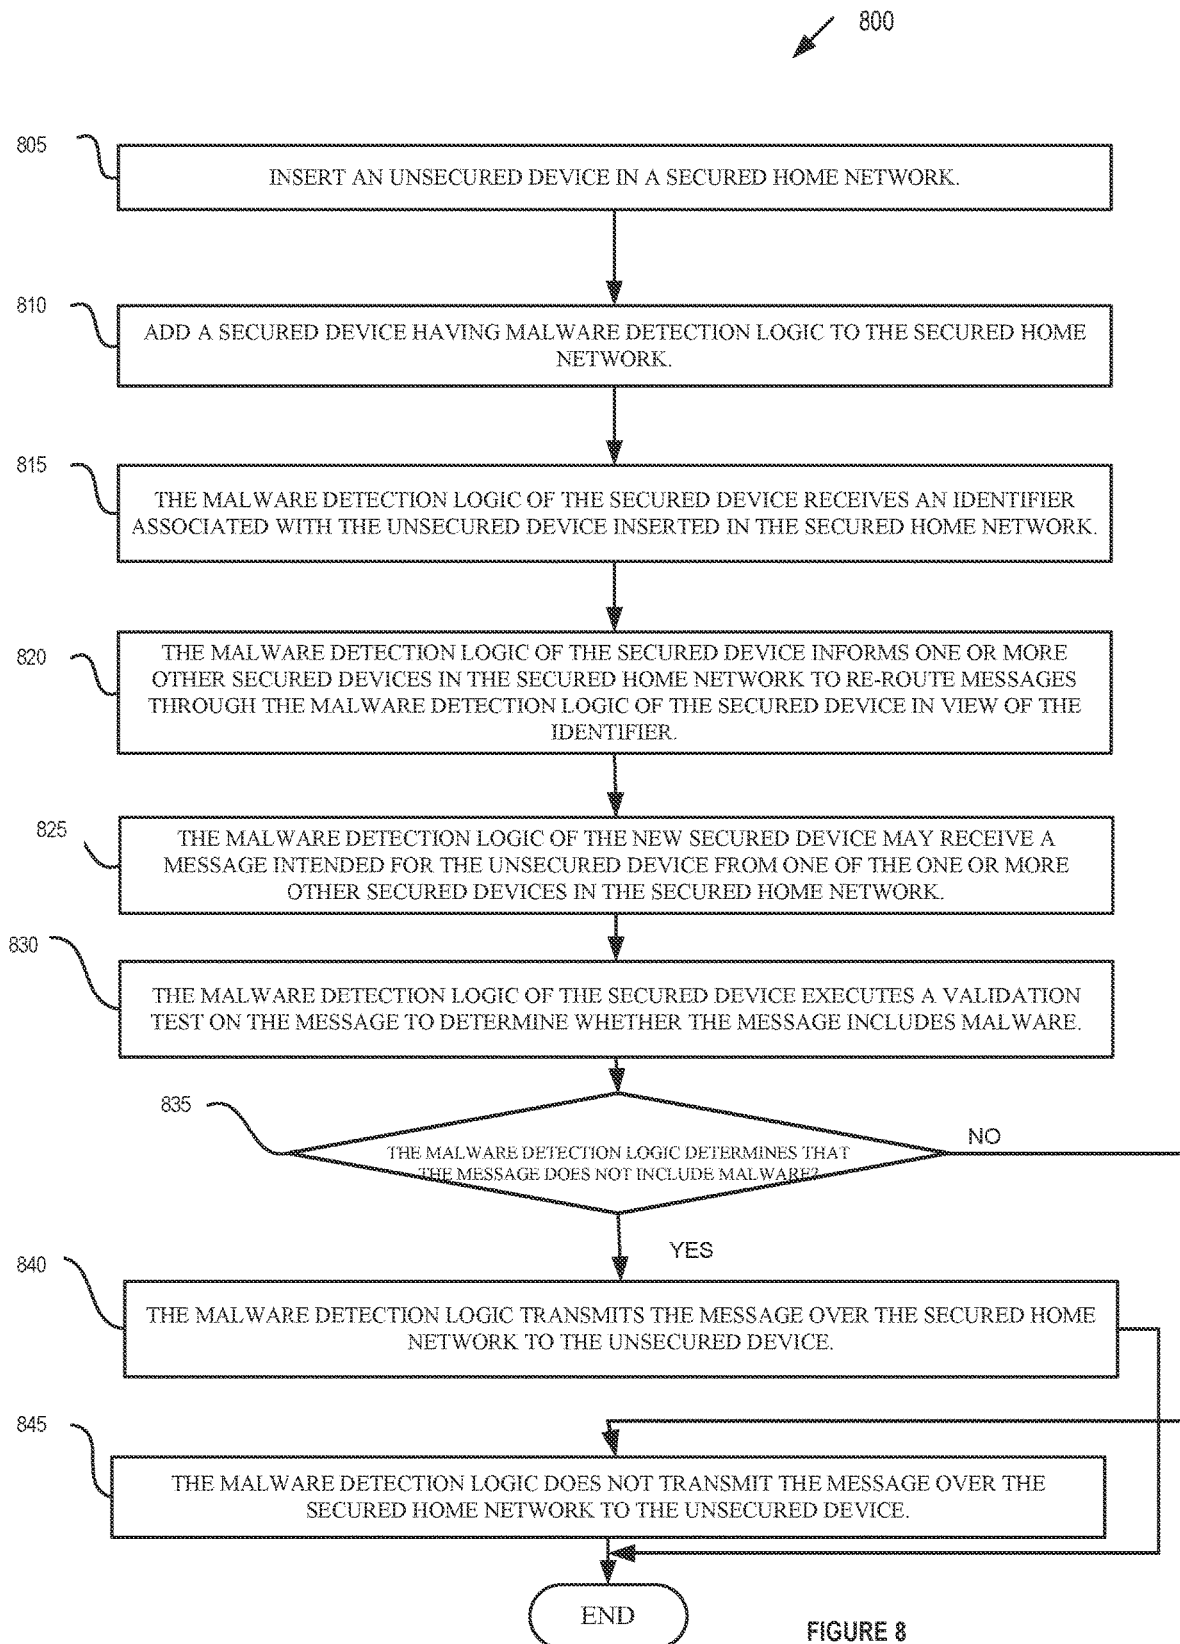 800
805
INSERT AN UNSECURED DEVICE IN A SECURED HOME NETWORK.
810
ADD A SECURED DEVICE HAVING MALWARE DETECTION LOGIC TO THE SECURED HOME
NETWORK.
815
THE MALWARE DETECTION LOGIC OF THE SECURED DEVICE RECEIVES AN IDENTIFIER
ASSOCIATED WITH THE UNSECURED DEVICE INSERTED IN THE SECURED HOME NETWORK.
820
THE MALWARE DETECTION LOGIC OF THE SECURED DEVICE INFORMS ONE OR MORE
OTHER SECURED DEVICES IN THE SECURED HOME NETWORK TO RE-ROUTE MESSAGES
THROUGH THE MALWARE DETECTION LOGIC OF THE SECURED DEVICE IN VIEW OF THE
IDENTIFIER.
825
THE MALWARE DETECTION LOGIC OF THE NEW SECURED DEVICE MAY RECEIVE A
MESSAGE INTENDED FOR THE UNSECURED DEVICE FROM ONE OF THE ONE OR MORE
OTHER SECURED DEVICES IN THE SECURED HOME NETWORK.
830
THE MALWARE DETECTION LOGIC OF THE SECURED DEVICE EXECUTES A VALIDATION
TEST ON THE MESSAGE TO DETERMINE WHETHER THE MESSAGE INCLUDES MALWARE.
835
THE MALWARE DETECTION LOGIC DETERMINES THAT
THE MESSAGE DOES NOT INCLUDE MALWARE?
NO
YES
840
THE MALWARE DETECTION LOGIC TRANSMITS THE MESSAGE OVER THE SECURED HOME
NETWORK TO THE UNSECURED DEVICE.
845
THE MALWARE DETECTION LOGIC DOES NOT TRANSMIT THE MESSAGE OVER THE
SECURED HOME NETWORK TO THE UNSECURED DEVICE.
END
FIGURE 8